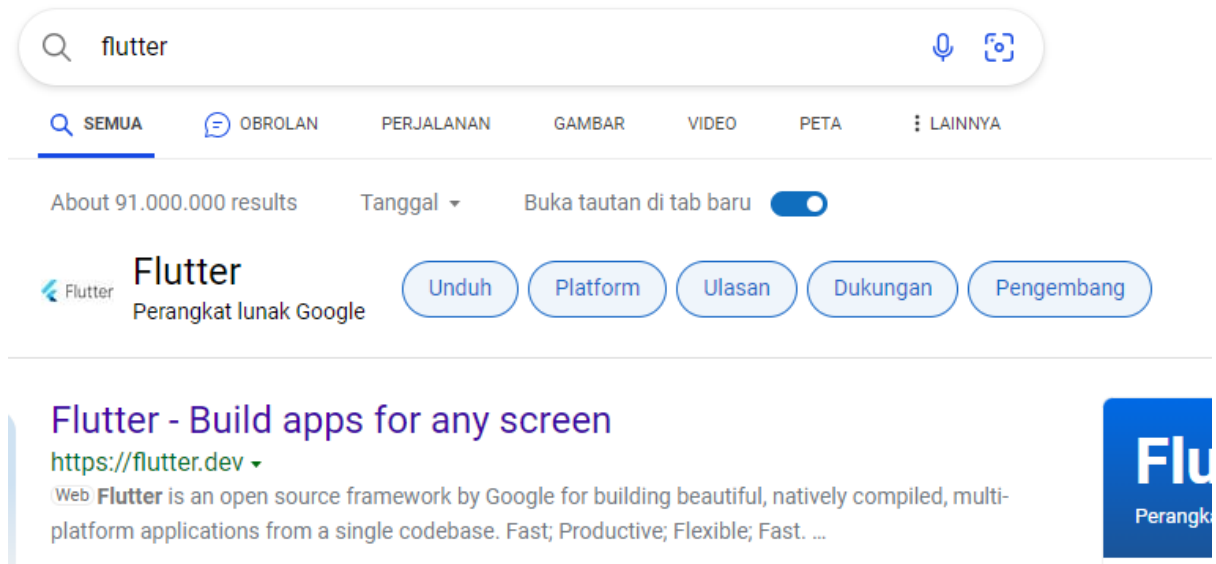 flutter
SEMUA OBROLAN PERJALANAN GAMBAR VIDEO PETA LAINNYA
About 91.000.000 results Tanggal Buka tautan di tab baru
Flutter
Flutter
Perangkat lunak Google
Unduh Platform Ulasan Dukungan Pengembang
Flutter - Build apps for any screen
https://flutter.dev
Web Flutter is an open source framework by Google for building beautiful, natively compiled, multi-
platform applications from a single codebase. Fast; Productive; Flexible; Fast. ...
Flu
Perangka